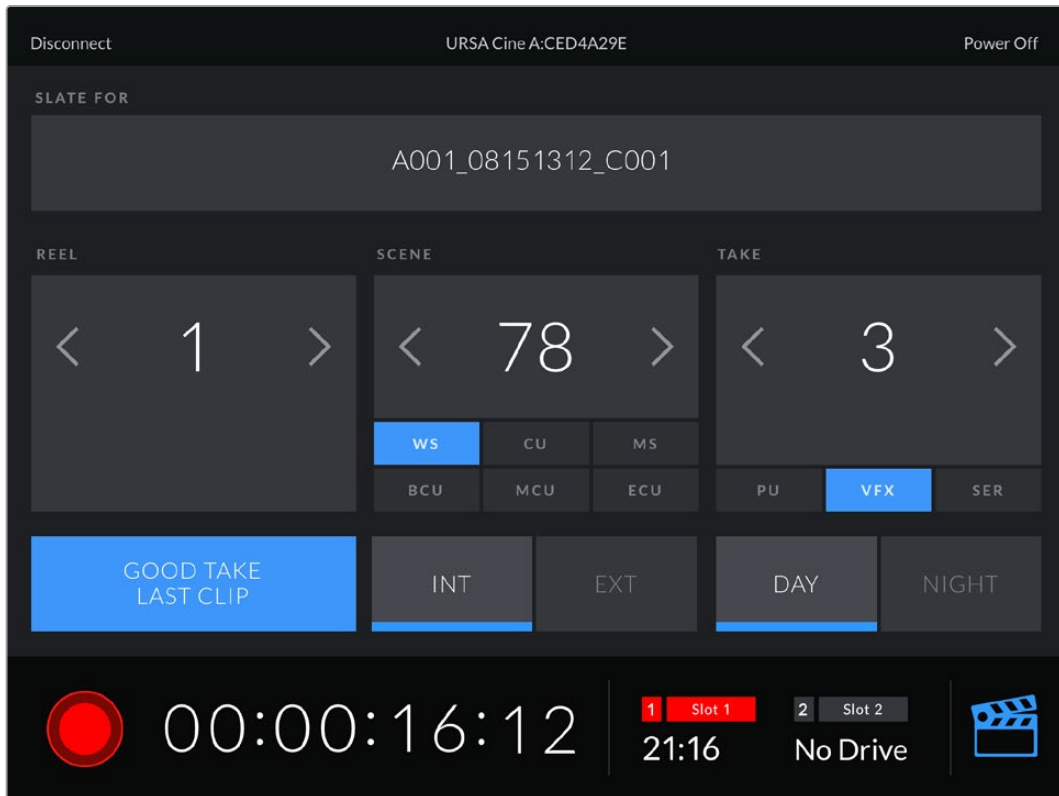 Disconnect
URSA Cine A:CED4A29E
Power Off
SLATE FOR
A001_08151312_C001
REEL
SCENE
TAKE
1
78
3
WS
CU
MS
BCU
MCU
ECU
PU
VFX
SER
GOOD TAKE
LAST CLIP
INT
EXT
DAY
NIGHT
00:00:16:12
1 Slot 1
21:16
2 Slot 2
No Drive